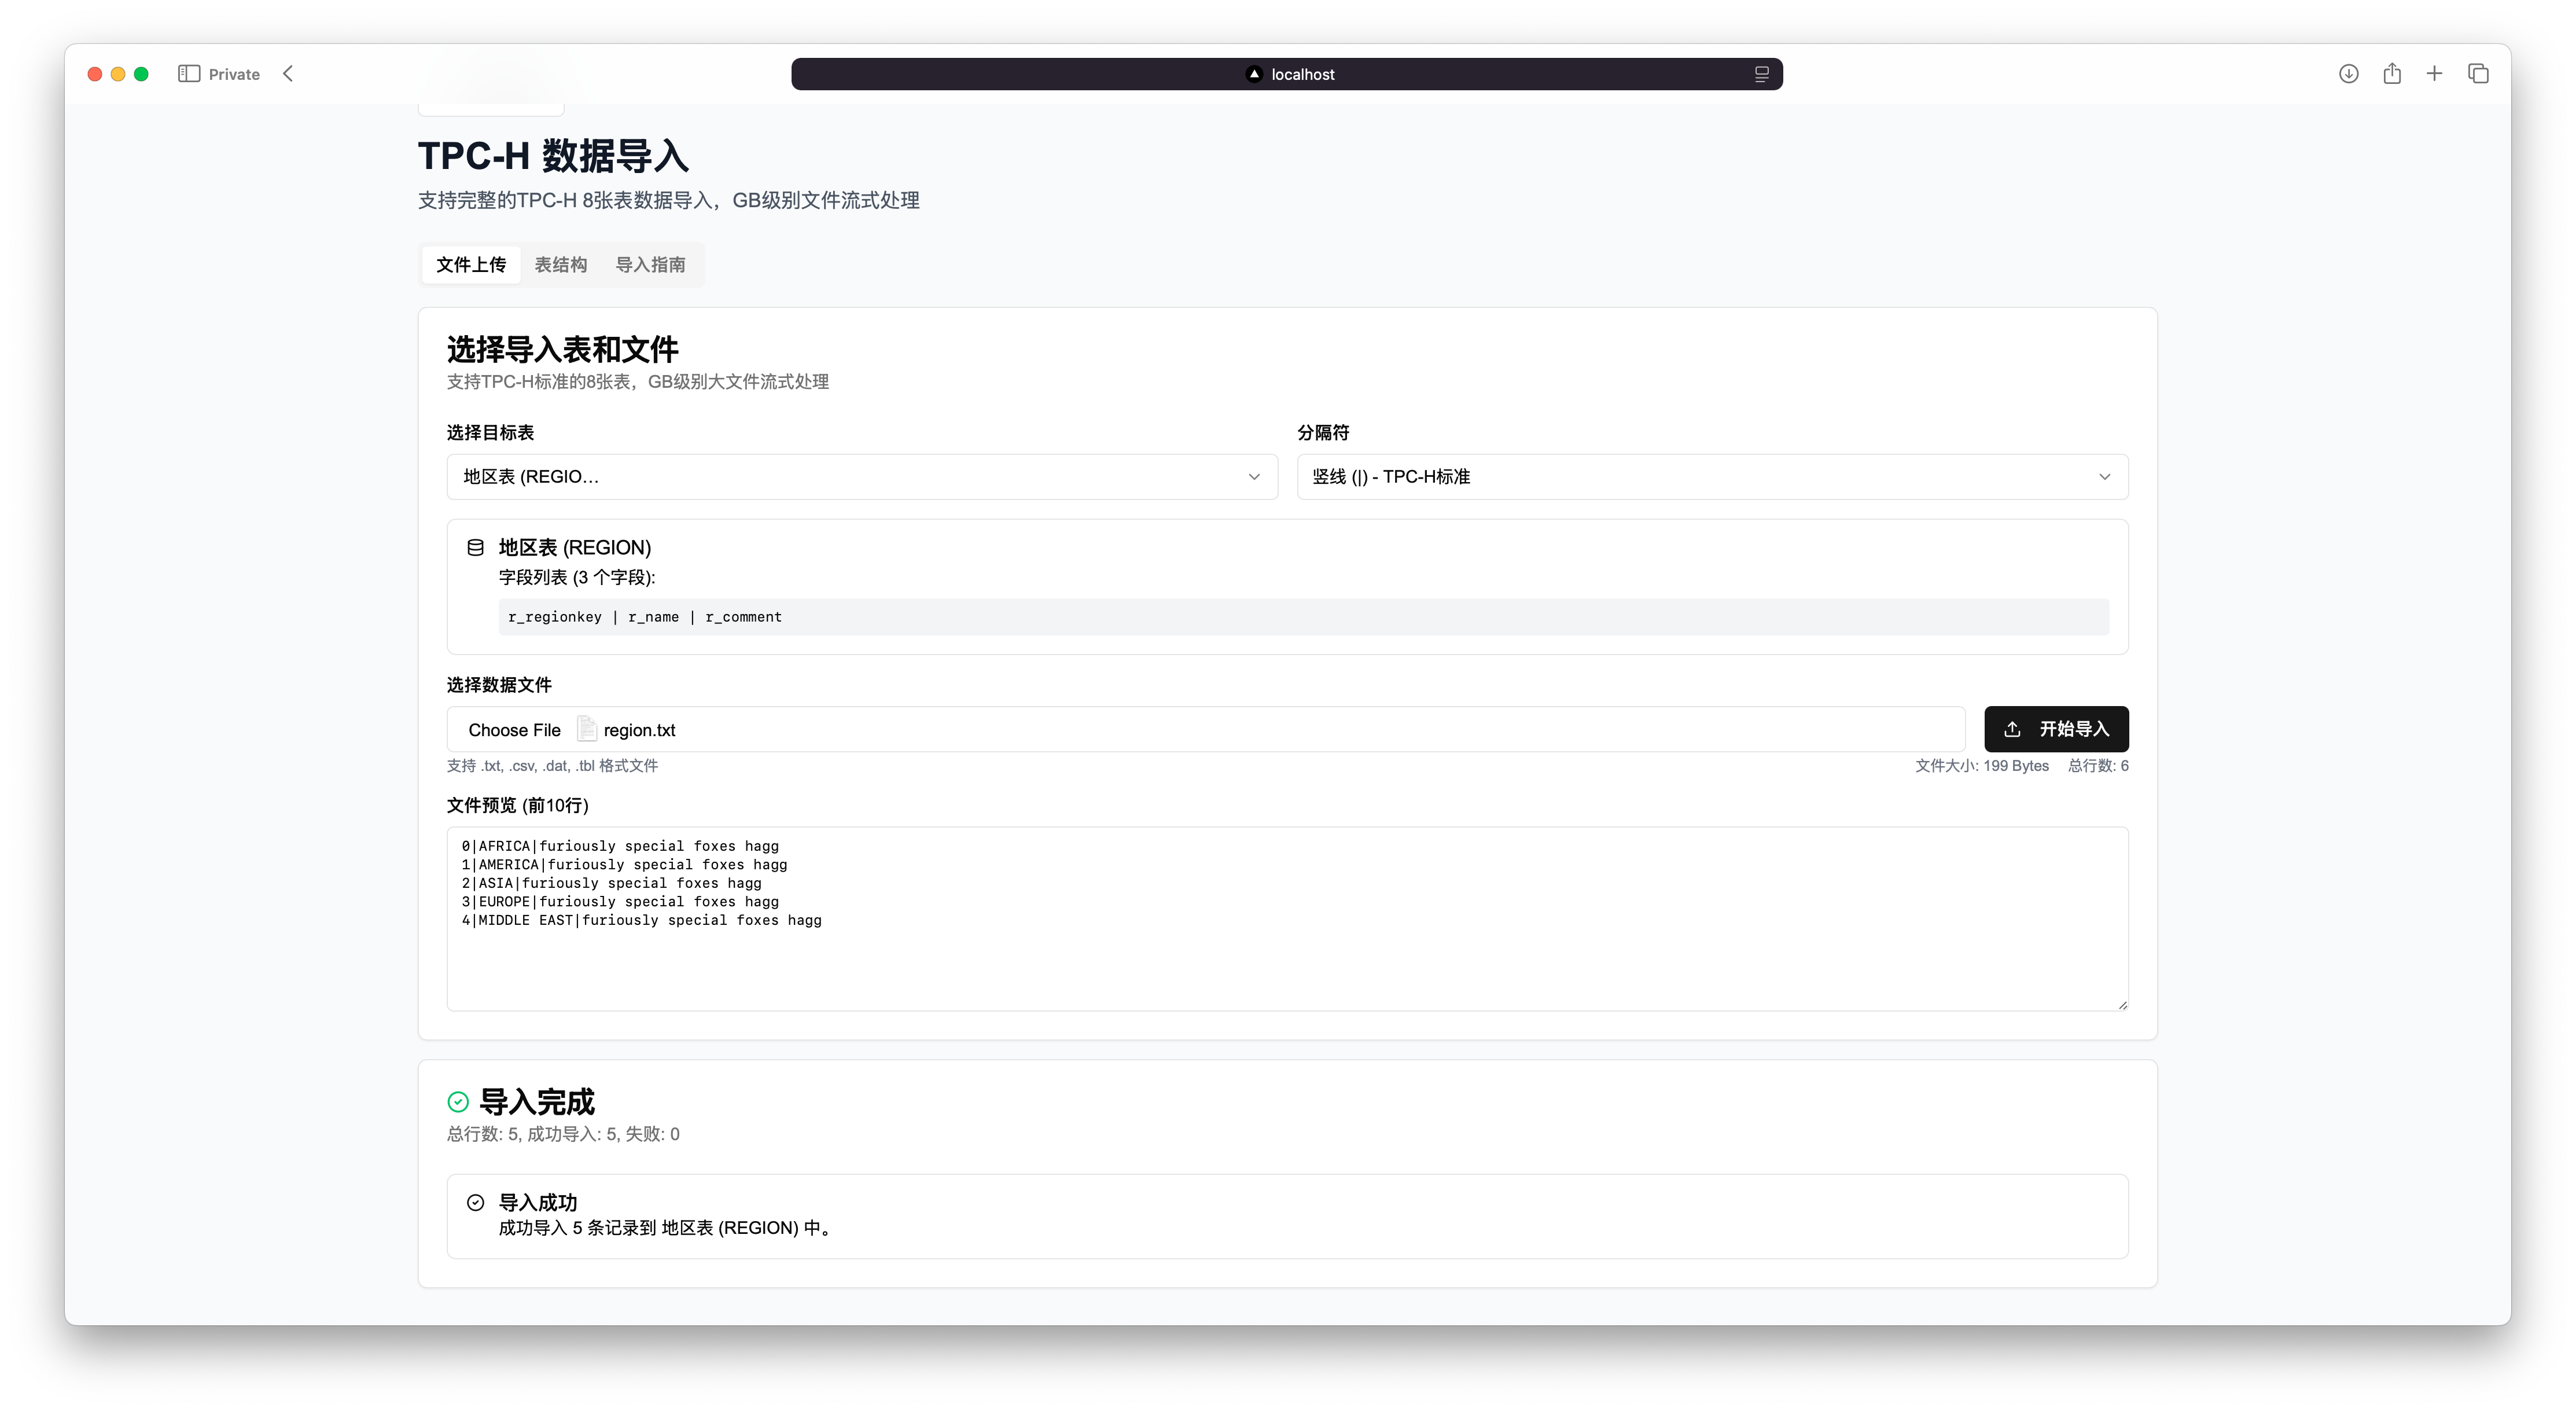 Private
localhost
TPC-H 数据导入
支持完整的TPC-H 8张表数据导入，GB级别文件流式处理
文件上传 表结构 导入指南
选择导入表和文件
支持TPC-H标准的8张表，GB级别大文件流式处理
选择目标表
地区表 (REGIO…
分隔符
竖线 (|) - TPC-H标准
地区表 (REGION)
字段列表 (3 个字段):
r_regionkey | r_name | r_comment
选择数据文件
Choose File region.txt
开始导入
支持 .txt, .csv, .dat, .tbl 格式文件
文件大小: 199 Bytes 总行数: 6
文件预览 (前10行)
0|AFRICA|furiously special foxes hagg
1|AMERICA|furiously special foxes hagg
2|ASIA|furiously special foxes hagg
3|EUROPE|furiously special foxes hagg
4|MIDDLE EAST|furiously special foxes hagg
导入完成
总行数: 5, 成功导入: 5, 失败: 0
导入成功
成功导入 5 条记录到 地区表 (REGION) 中。